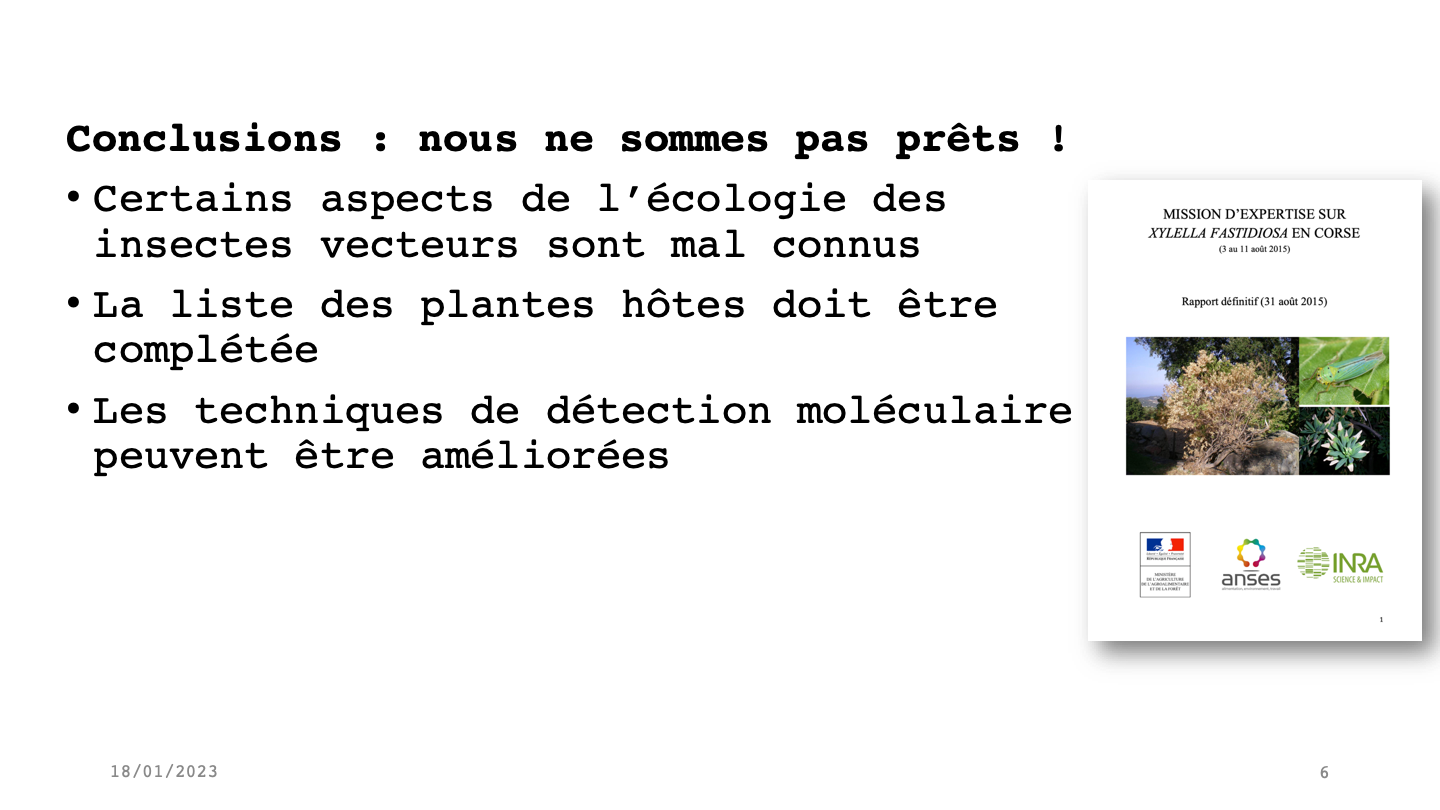 Conclusions : nous ne sommes pas prêts !
• Certains aspects de l’écologie des
insectes vecteurs sont mal connus
• La liste des plantes hôtes doit être
complétée
• Les techniques de détection moléculaire
peuvent être améliorées
MISSION D’EXPERTISE SUR
XYLELLA FASTIDIOSA EN CORSE
(3 au 11 août 2015)
Rapport définitif (31 août 2015)
RÉPUBLIQUE FRANÇAISE
MINISTÈRE
DE L'AGRICULTURE
DE L'AGROALIMENTAIRE
ET DE LA FORÊT
anses
INRA
SCIENCE & IMPACT
1
18/01/2023
6